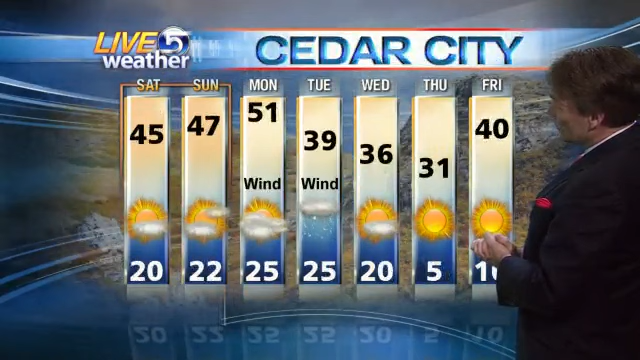 LIVE 5
weather
CEDAR CITY
SAT SUN MON TUE WED THU FRI
45 47 51 39 36 31 40
Wind Wind
20 22 25 25 20 5